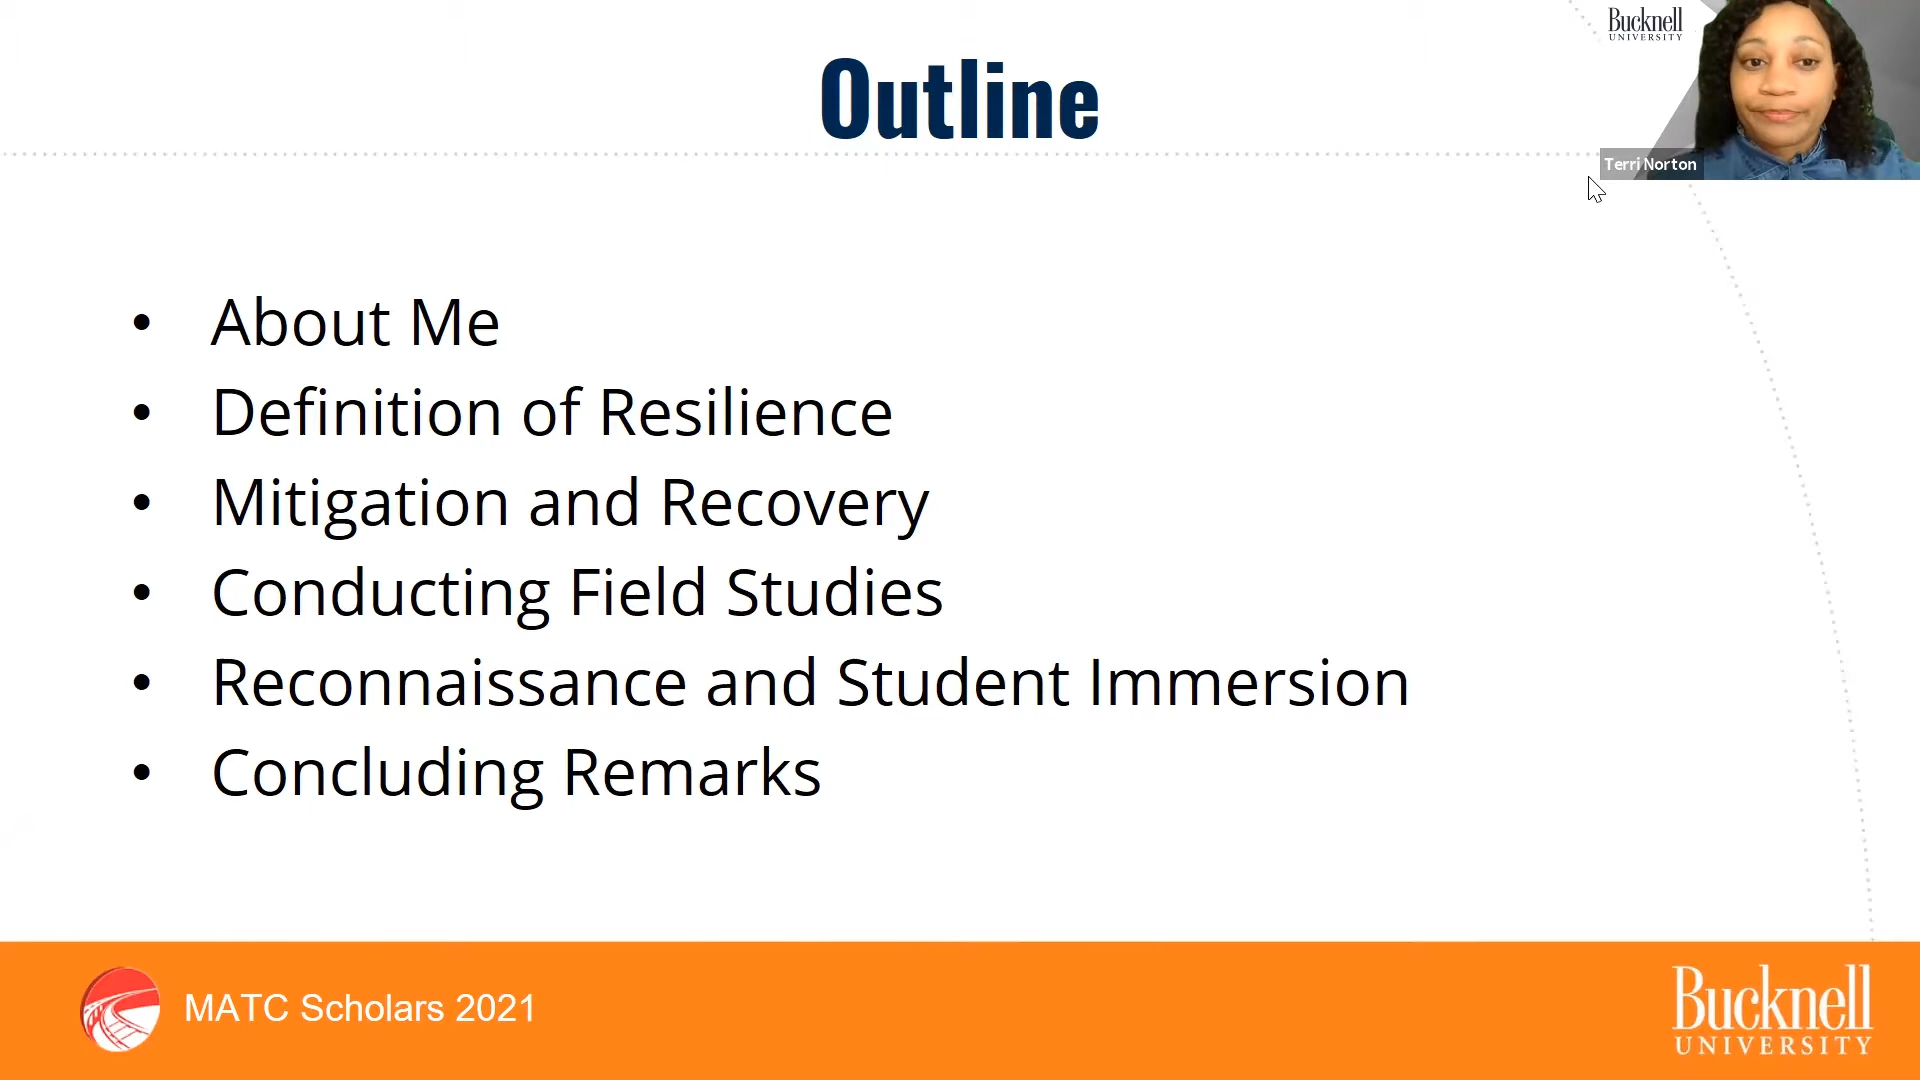 Outline
Bucknell
UNIVERSITY
Terri Norton
• About Me
• Definition of Resilience
• Mitigation and Recovery
• Conducting Field Studies
• Reconnaissance and Student Immersion
• Concluding Remarks
MATC Scholars 2021
Bucknell
UNIVERSITY